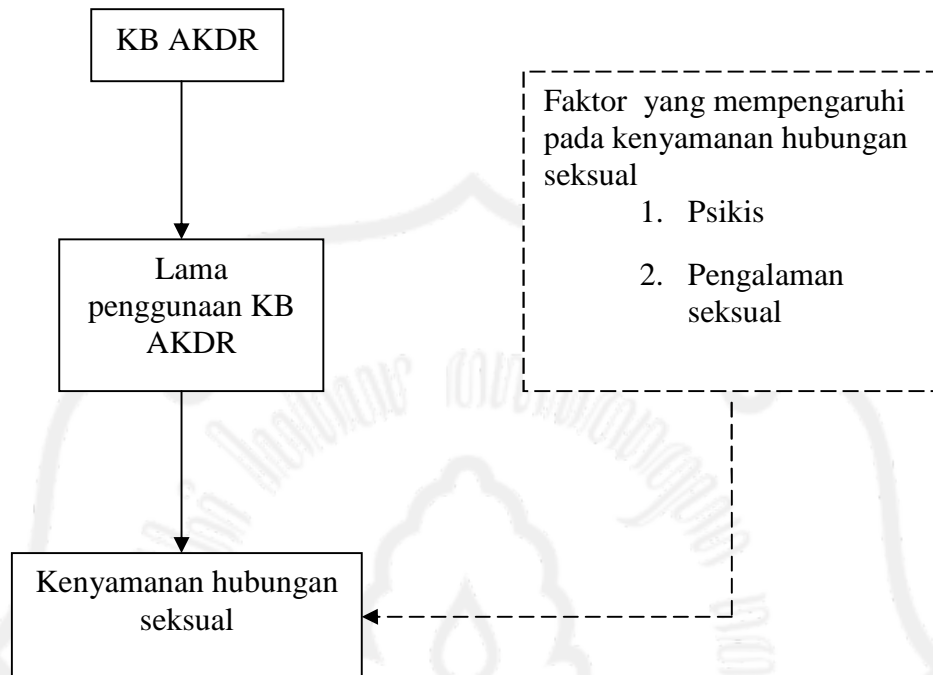 KB AKDR
Faktor yang mempengaruhi
pada kenyamanan hubungan
seksual
1. Psikis
2. Pengalaman
seksual
Lama
penggunaan KB
AKDR
Kenyamanan hubungan
seksual